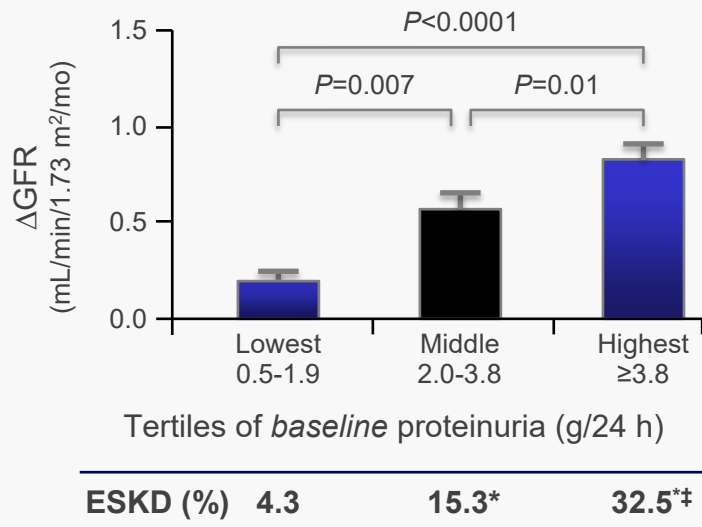 P<0.0001
1.5
P=0.007 P=0.01
1.0
0.5
0.0
ΔGFR
(mL/min/1.73 m²/mo)
Lowest Middle Highest
0.5-1.9 2.0-3.8 ≥3.8
Tertiles of baseline proteinuria (g/24 h)
ESKD (%) 4.3 15.3* 32.5*‡